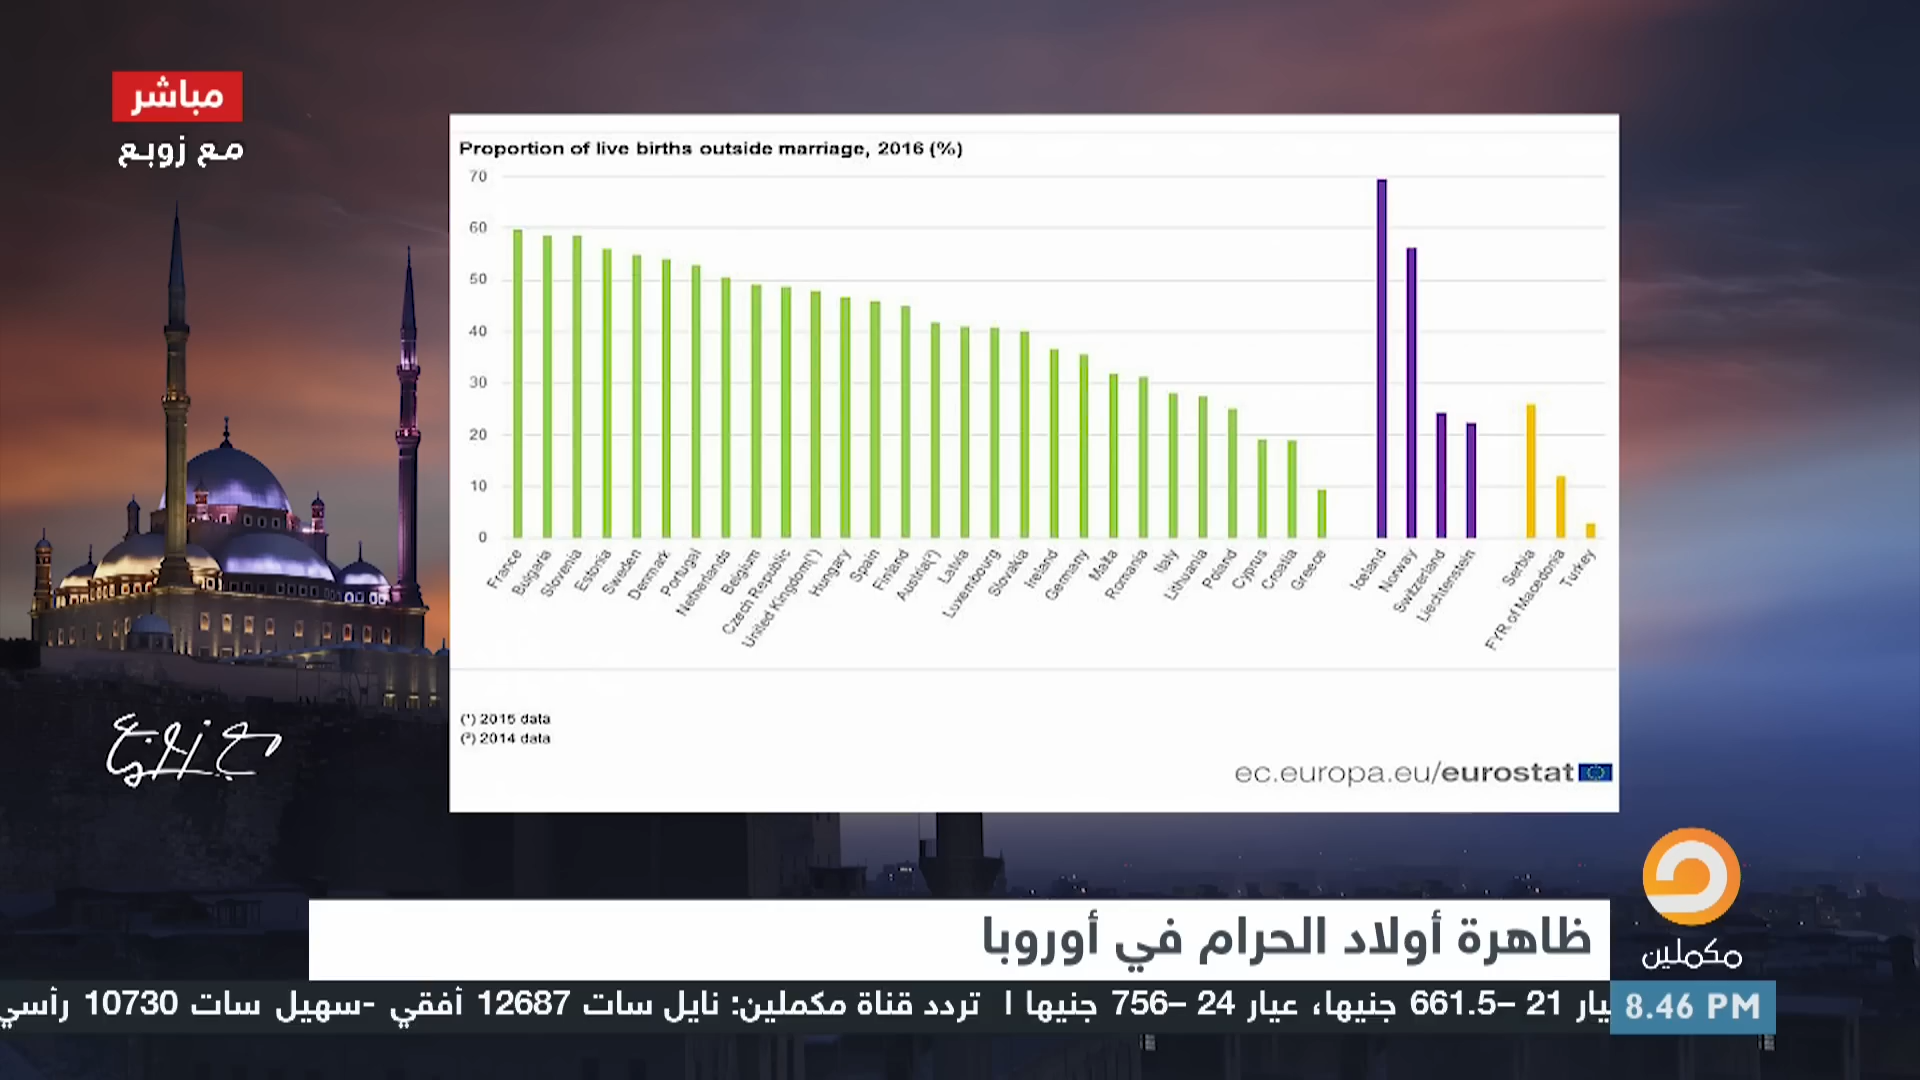 مباشر
مع زوبع
Proportion of live births outside marriage, 2016 (%)
70
60
50
40
30
20
10
0
France
Bulgaria
Slovenia
Estonia
Sweden
Denmark
Portugal
Netherlands
Belgium
Czech Republic
United Kingdom(¹)
Hungary
Spain
Finland
Austria(²)
Latvia
Luxembourg
Slovakia
Ireland
Germany
Malta
Romania
Italy
Lithuania
Poland
Cyprus
Croatia
Greece
Iceland
Norway
Switzerland
Liechtenstein
Serbia
FYR of Macedonia
Turkey
(¹) 2015 data
(²) 2014 data
ec.europa.eu/eurostat
مع زوبع
مكملين
ظاهرة أولاد الحرام في أوروبا
يار 21 –661.5 جنيها، عيار 24 –756 جنيها ا تردد قناة مكملين: نايل سات 12687 أفقي -سهيل سات 10730 رأسي
8.46 PM